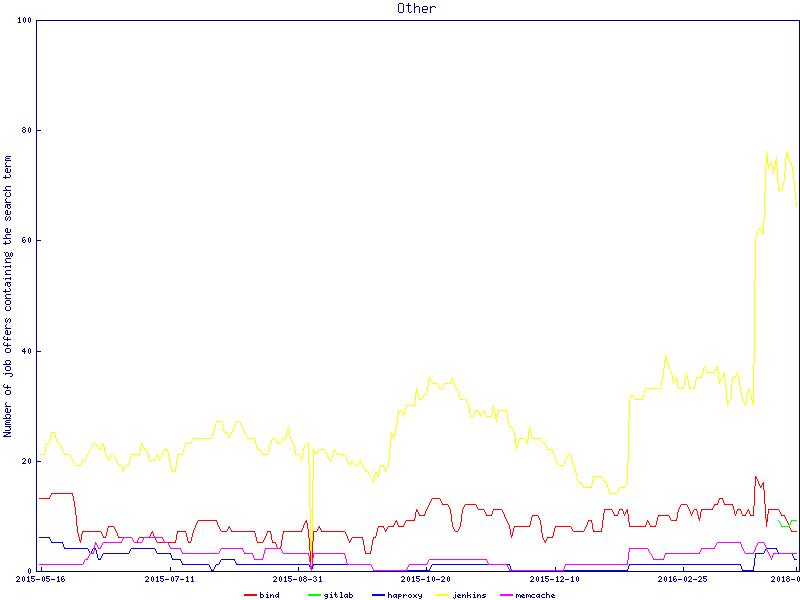 Other
Number of job offers containing the search term
100
80
60
40
20
0
2015-05-16 2015-07-11 2015-08-31 2015-10-20 2015-12-10 2016-02-25 2018-0
bind gitlab haproxy jenkins memcache